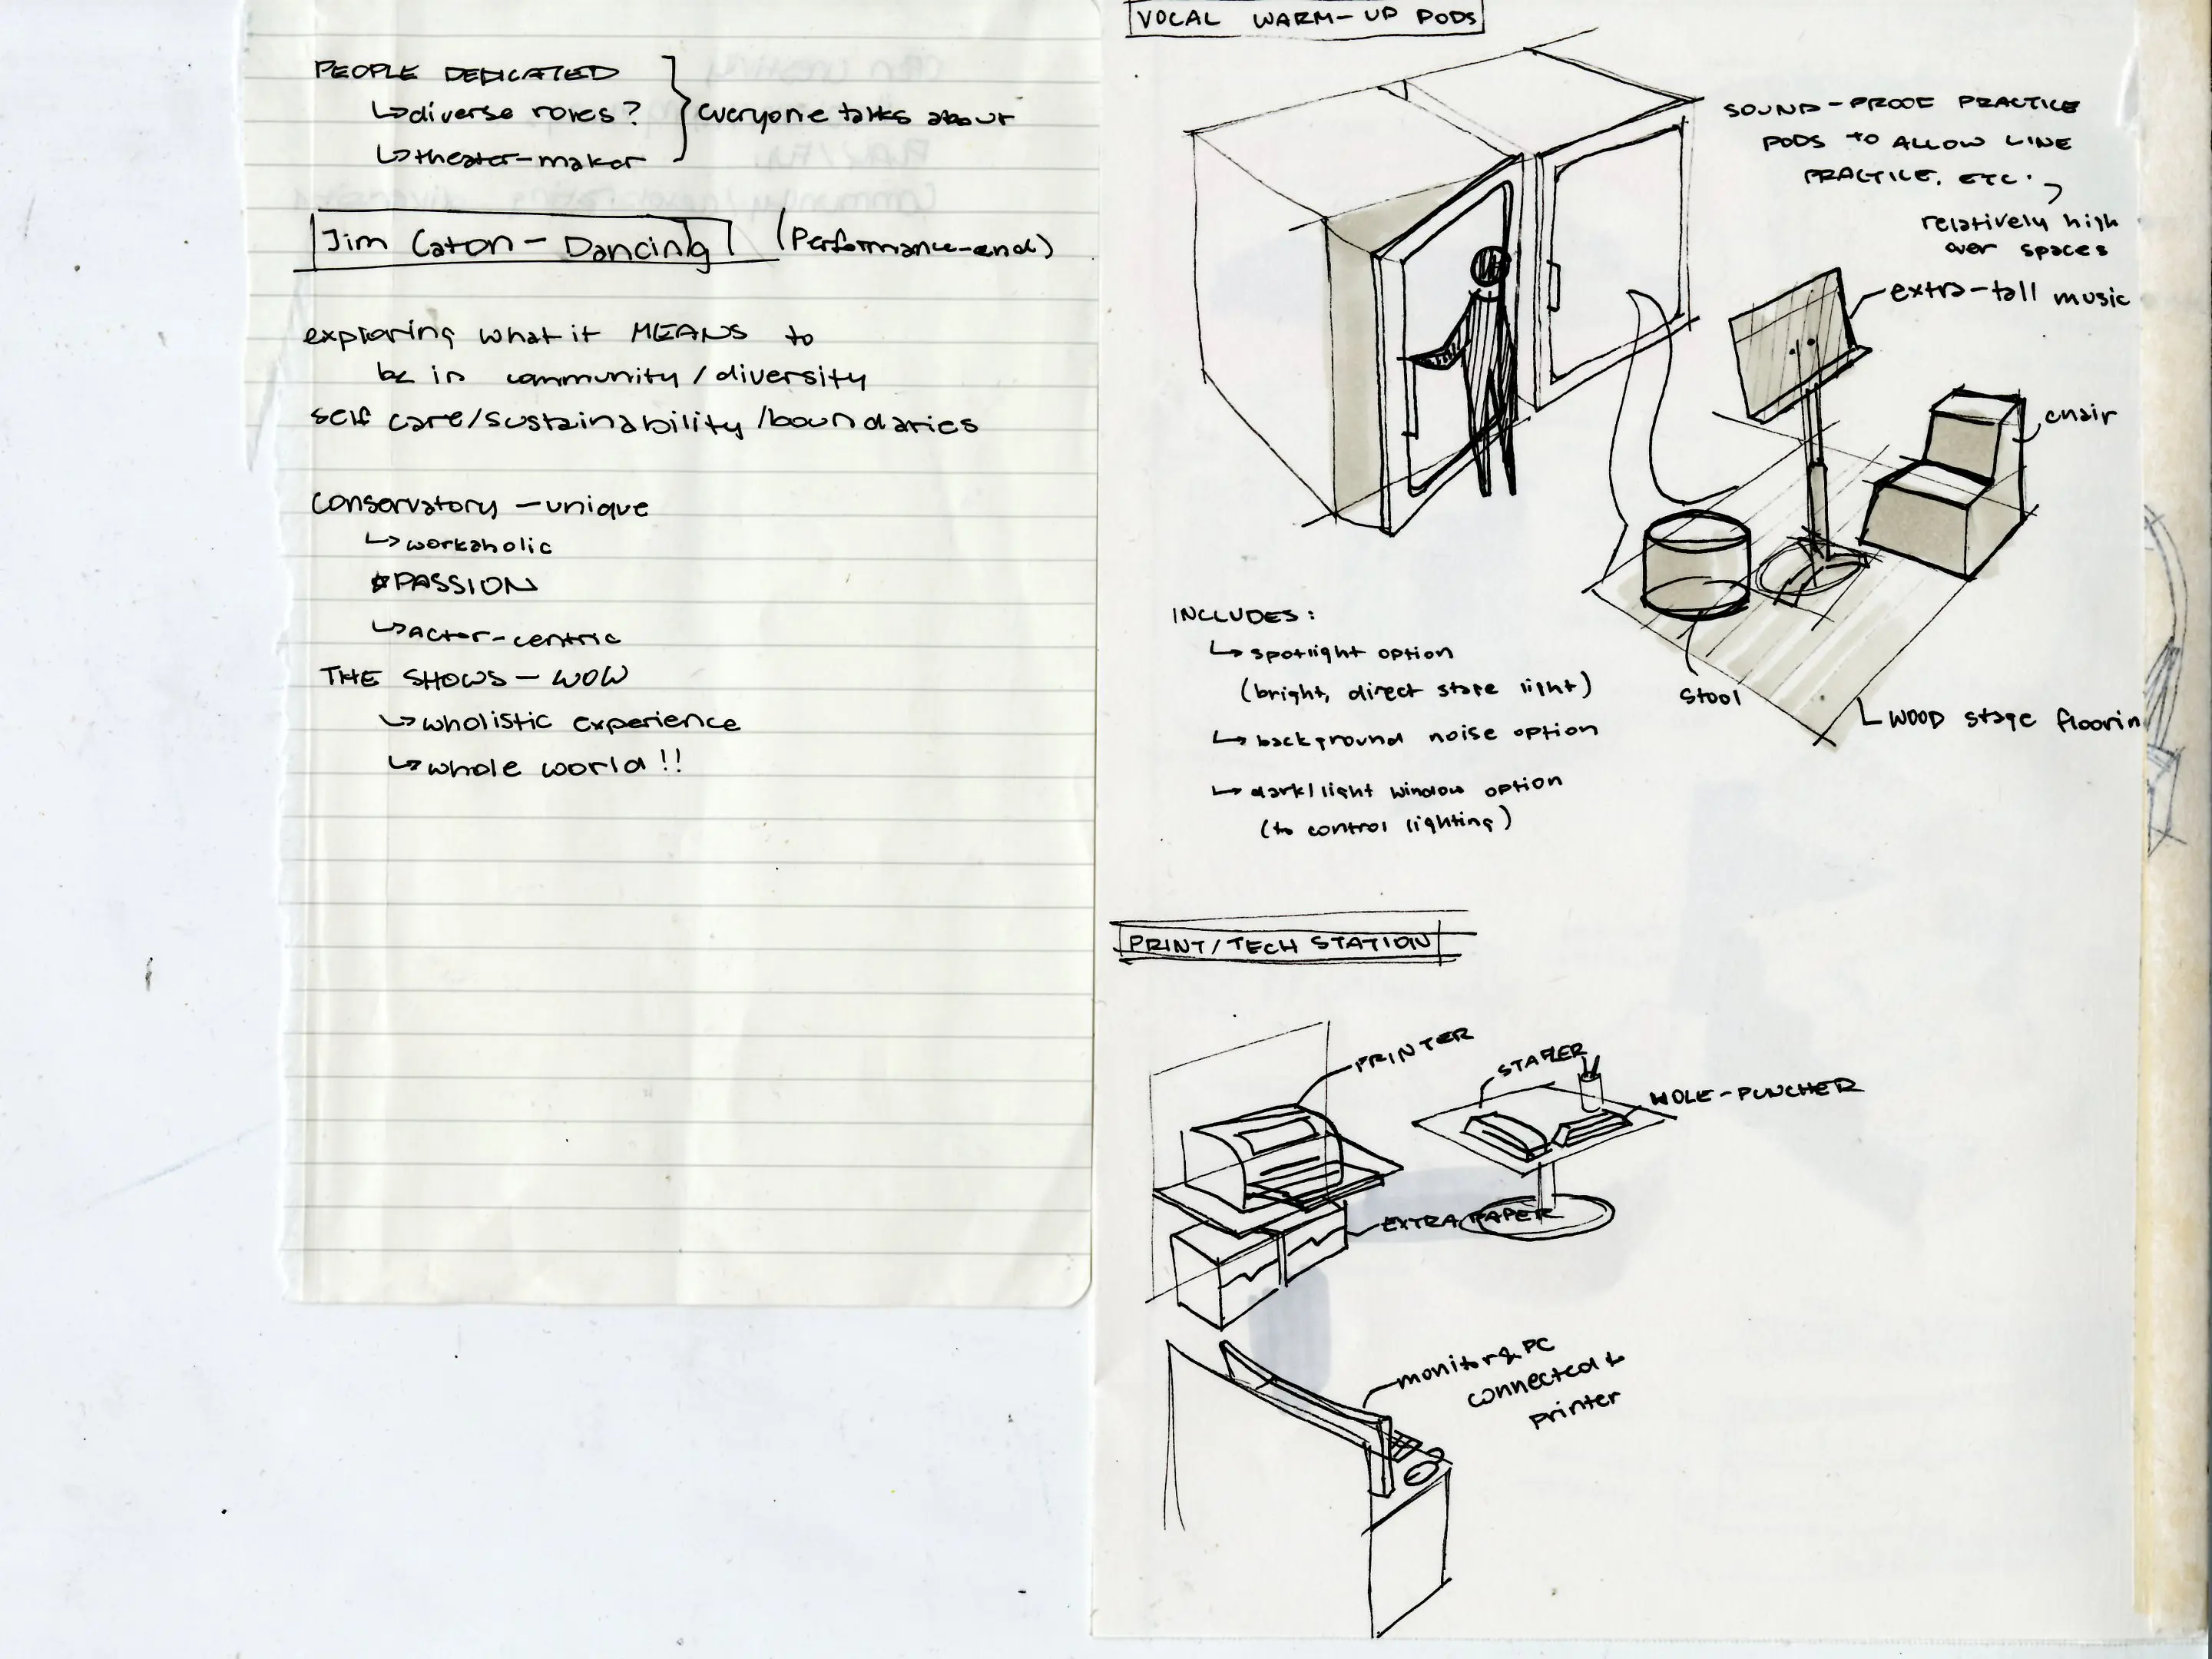 PEOPLE DEDICATED
↳diverse roles?
↳theater-maker
everyone talks about
Jim Caton - Dancing (Performance-end)
exploring what it MEANS to
be in community/diversity
self care/sustainability/boundaries
Conservatory - unique
↳workaholic
*PASSION
↳actor-centric
THE SHOWS - WOW
↳wholistic experience
↳whole world!!
VOCAL WARM-UP PODS
SOUND-PROOF PRACTICE
PODS to ALLOW LINE
PRACTICE, ETC.
relatively high
over spaces
extra-tall music
chair
stool
WOOD stage floorin
INCLUDES:
↳ spotlight option
(bright, direct stage light)
↳ background noise option
↳ dark/light window option
(to control lighting)
PRINT/TECH STATION
PRINTER
STAPLER
HOLE-PUNCHER
EXTRA PAPER
monitor & PC
connected to
printer